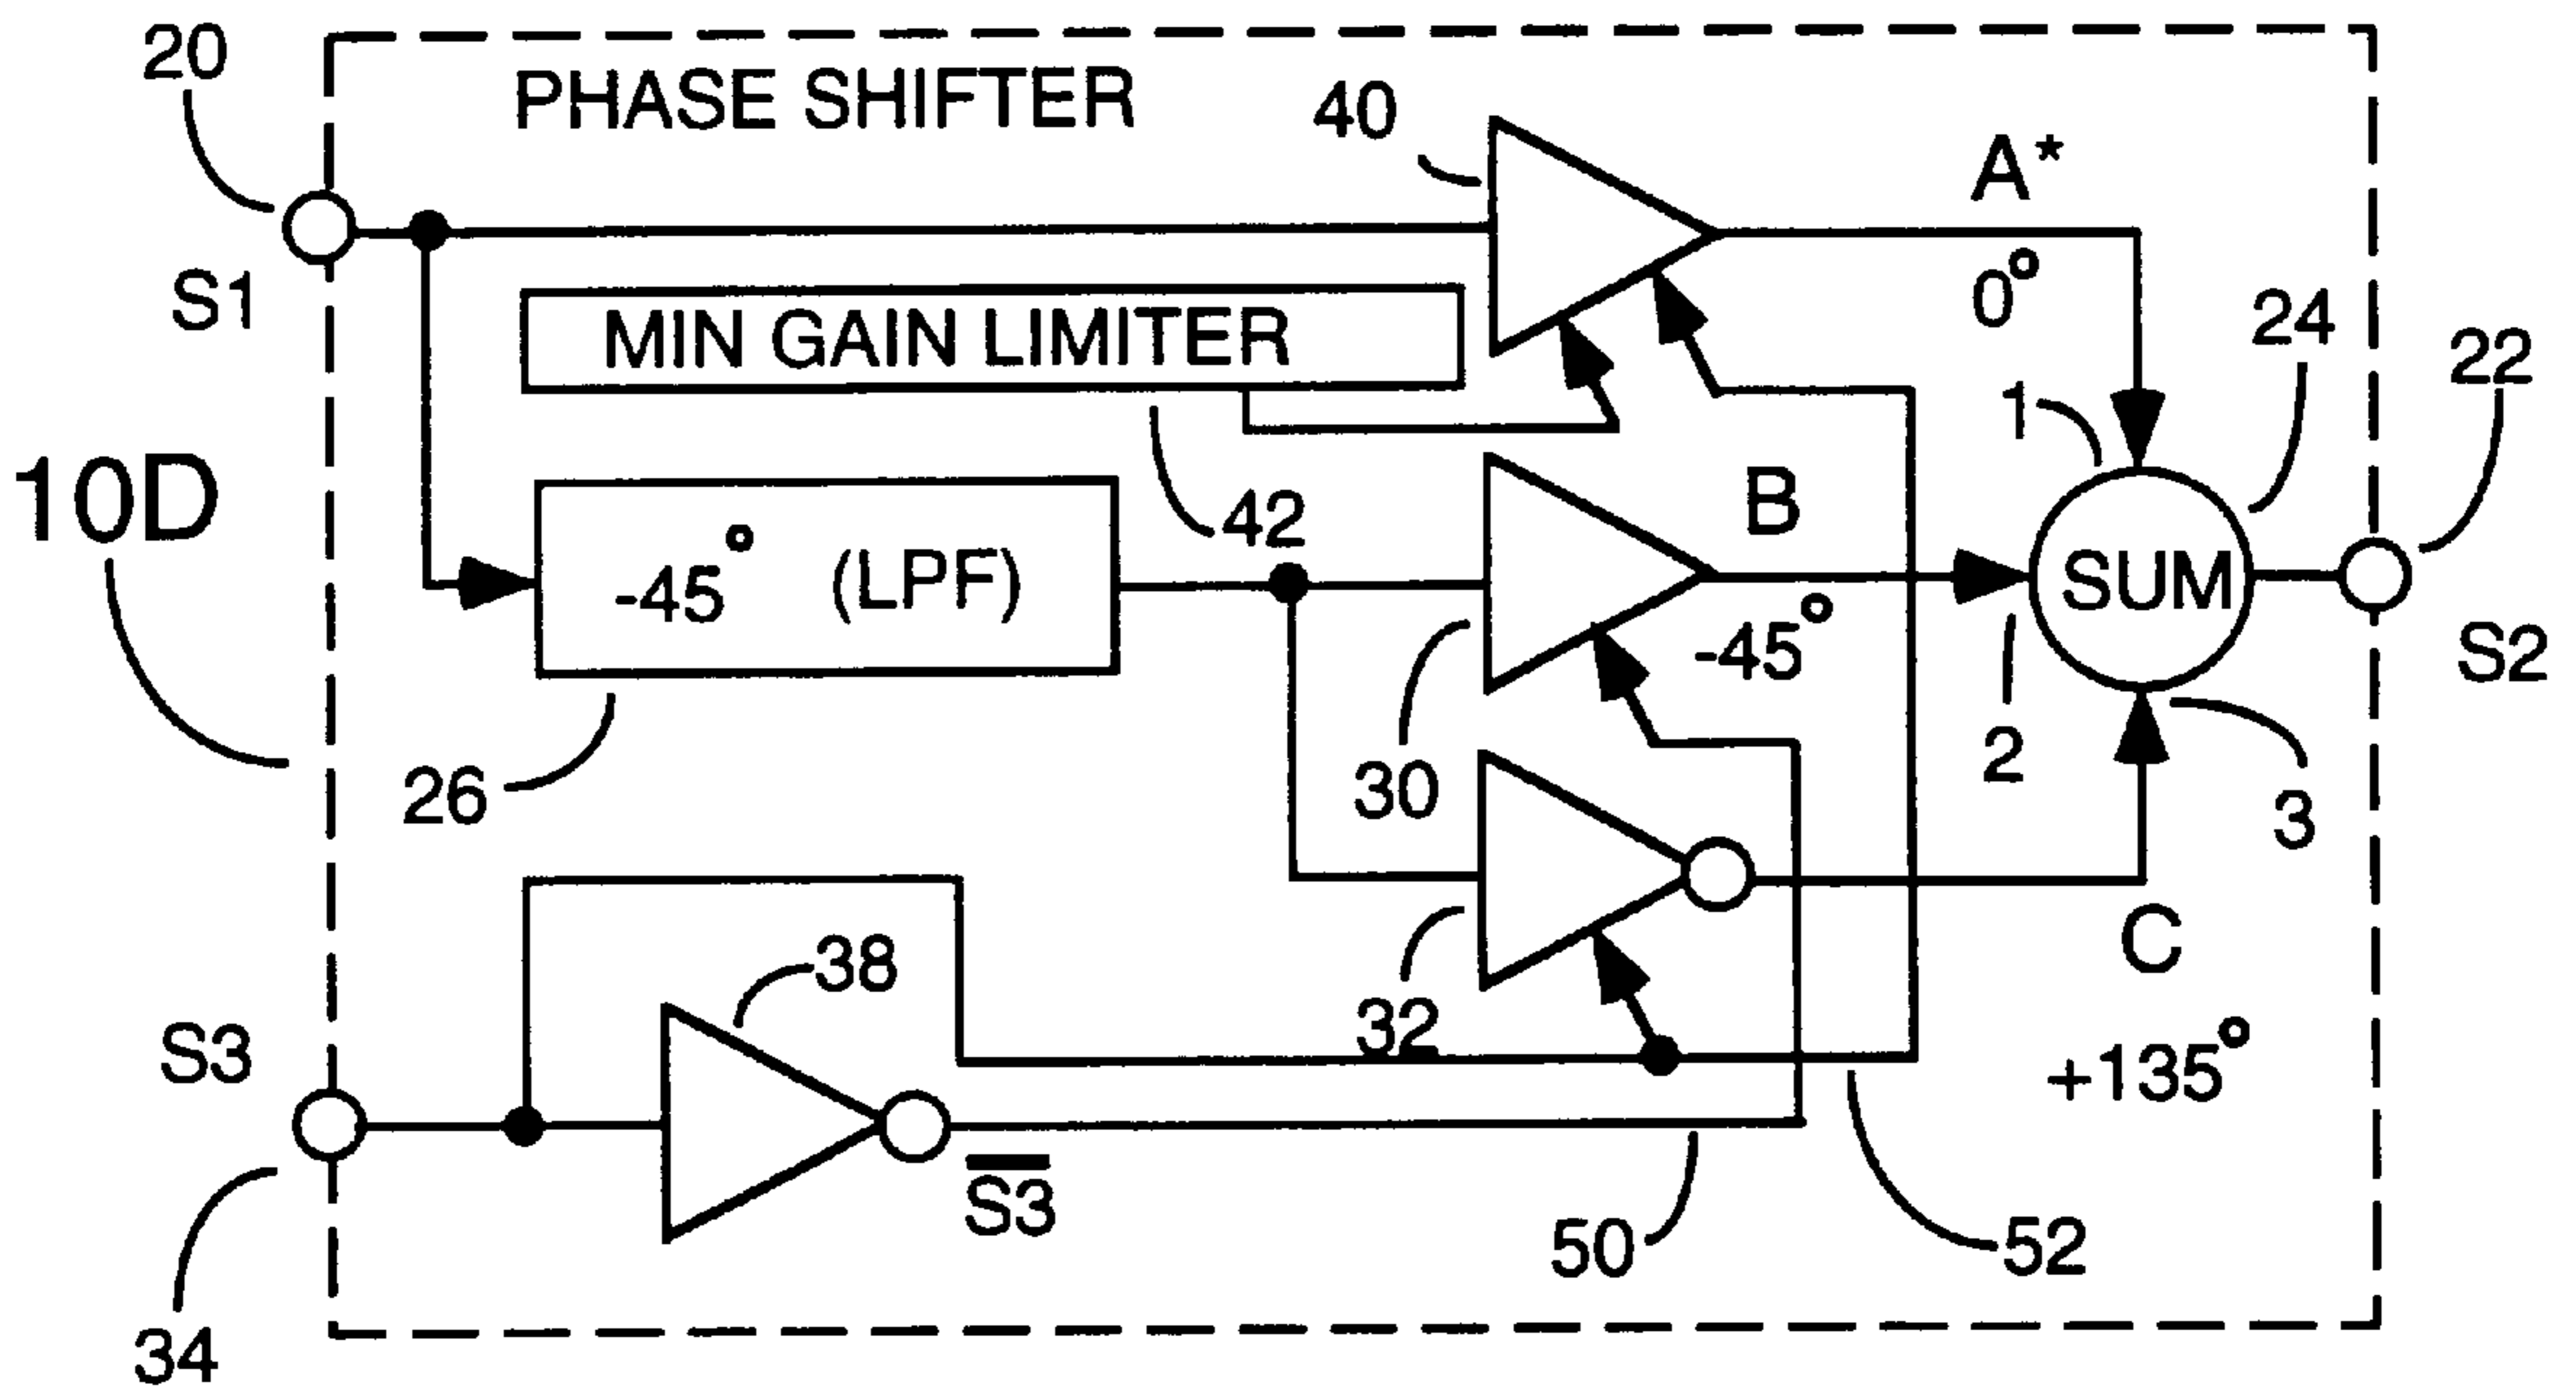 20
PHASE SHIFTER
40
A*
0°
S1
MIN GAIN LIMITER
24
22
1
10D
-45° (LPF)
42
B
SUM
-45°
S2
26
30
2
3
38
32
C
S3
+135°
S3
50
52
34